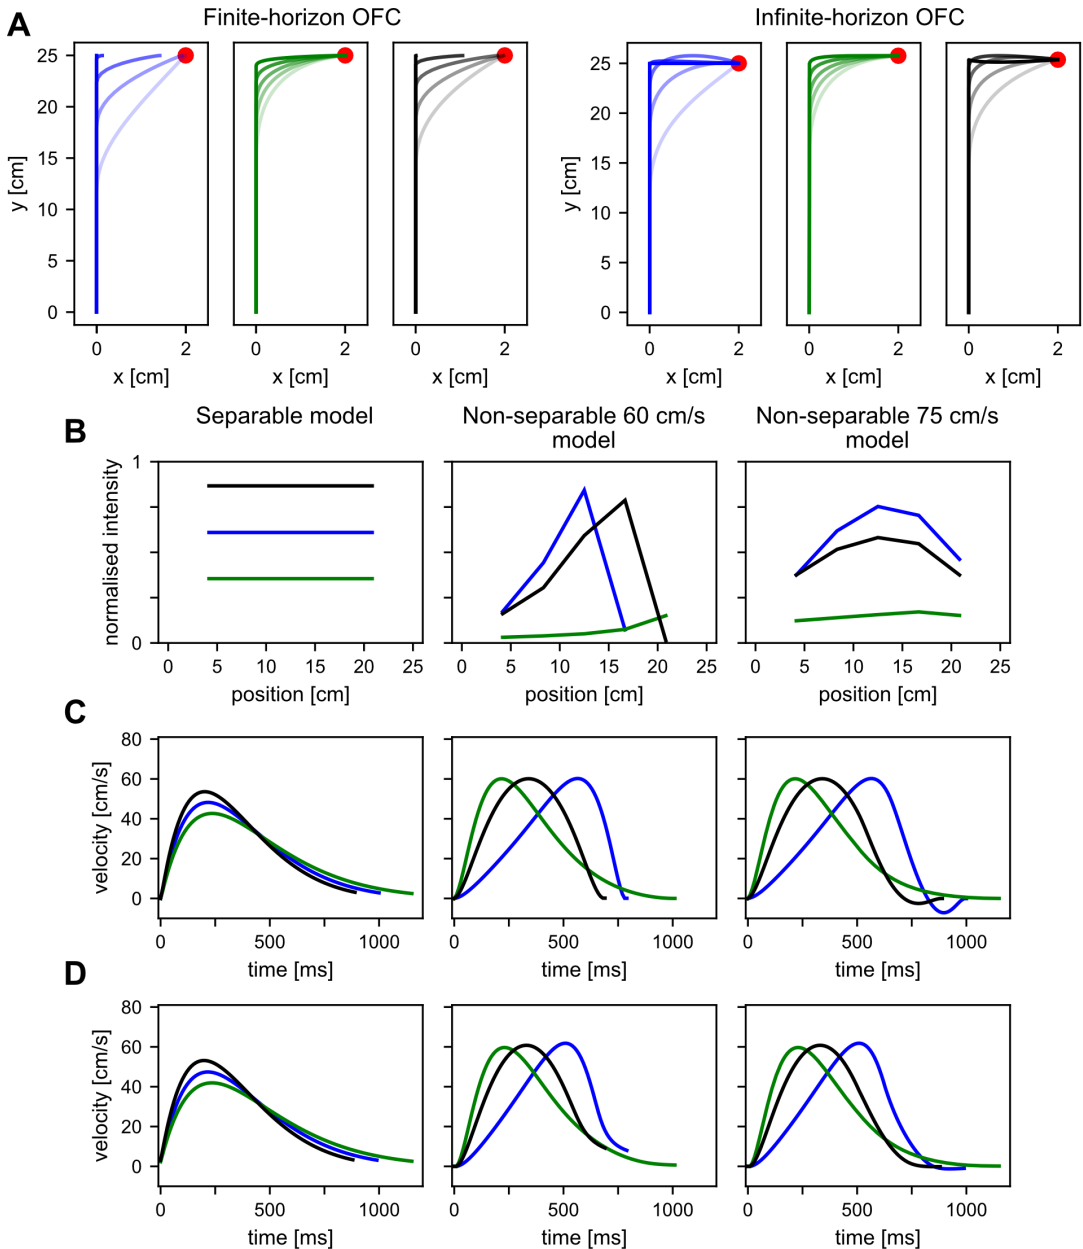 A
Finite-horizon OFC
Infinite-horizon OFC
y [cm]
25
20
15
10
5
0
0 2
0 2
0 2
x [cm]
x [cm]
x [cm]
y [cm]
25
20
15
10
5
0
0 2
0 2
0 2
x [cm]
x [cm]
x [cm]
B
Separable model
Non-separable 60 cm/s
model
Non-separable 75 cm/s
model
normalised intensity
1
0
0 5 10 15 20 25
0 5 10 15 20 25
0 5 10 15 20 25
position [cm]
position [cm]
position [cm]
C
velocity [cm/s]
80
60
40
20
0
0 500 1000
0 500 1000
0 500 1000
time [ms]
time [ms]
time [ms]
D
velocity [cm/s]
80
60
40
20
0
0 500 1000
0 500 1000
0 500 1000
time [ms]
time [ms]
time [ms]